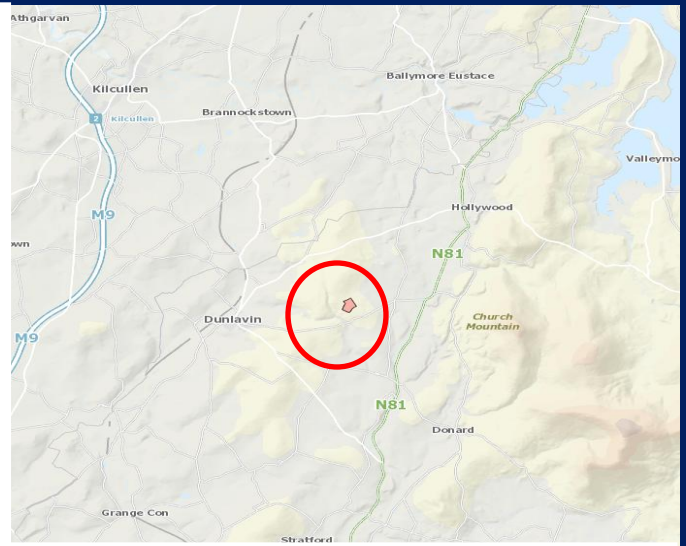 Athgarvan
Kilcullen
Ballymore Eustace
Brannockstown
2
Kilcullen
Valleymo
M9
Hollywood
own
N81
Dunlavin
Church
Mountain
M9
N81
Donard
Grange Con
Stratford